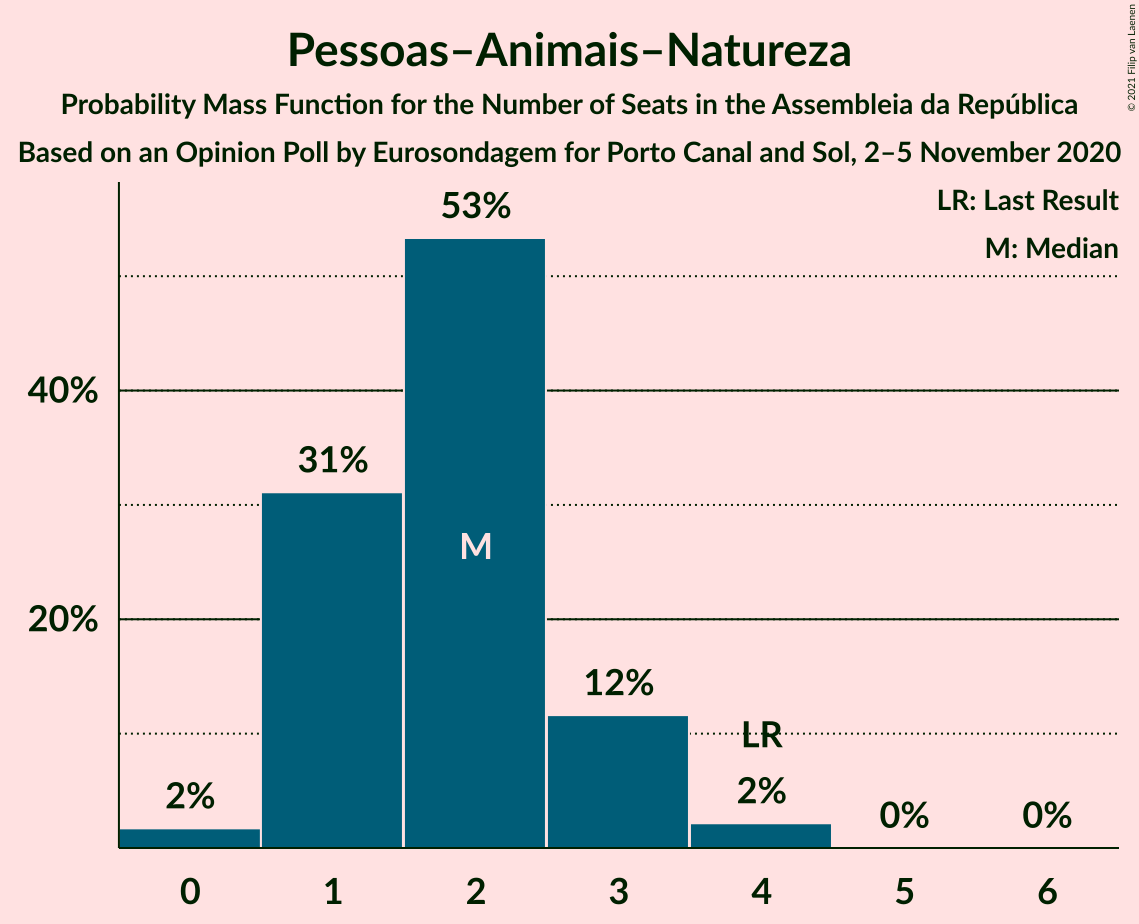 Pessoas–Animais–Natureza
Probability Mass Function for the Number of Seats in the Assembleia da República
Based on an Opinion Poll by Eurosondagem for Porto Canal and Sol, 2–5 November 2020
© 2021 Filip van Laenen
LR: Last Result
M: Median
53%
40%
31%
M
20%
12%
LR
2%
2%
0%
0%
0 1 2 3 4 5 6